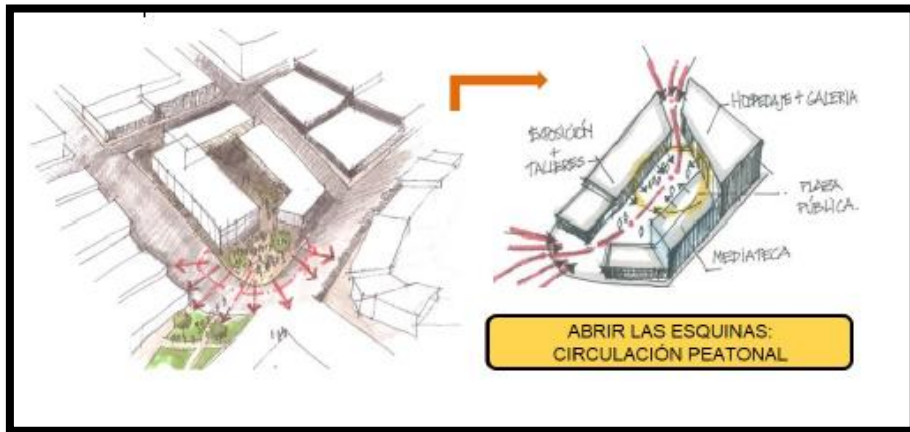 EXPOSICIÓN
+
TALLERES
HOSPEDAJE + GALERIA
PLAZA
PÚBLICA.
MEDIATECA
ABRIR LAS ESQUINAS:
CIRCULACIÓN PEATONAL